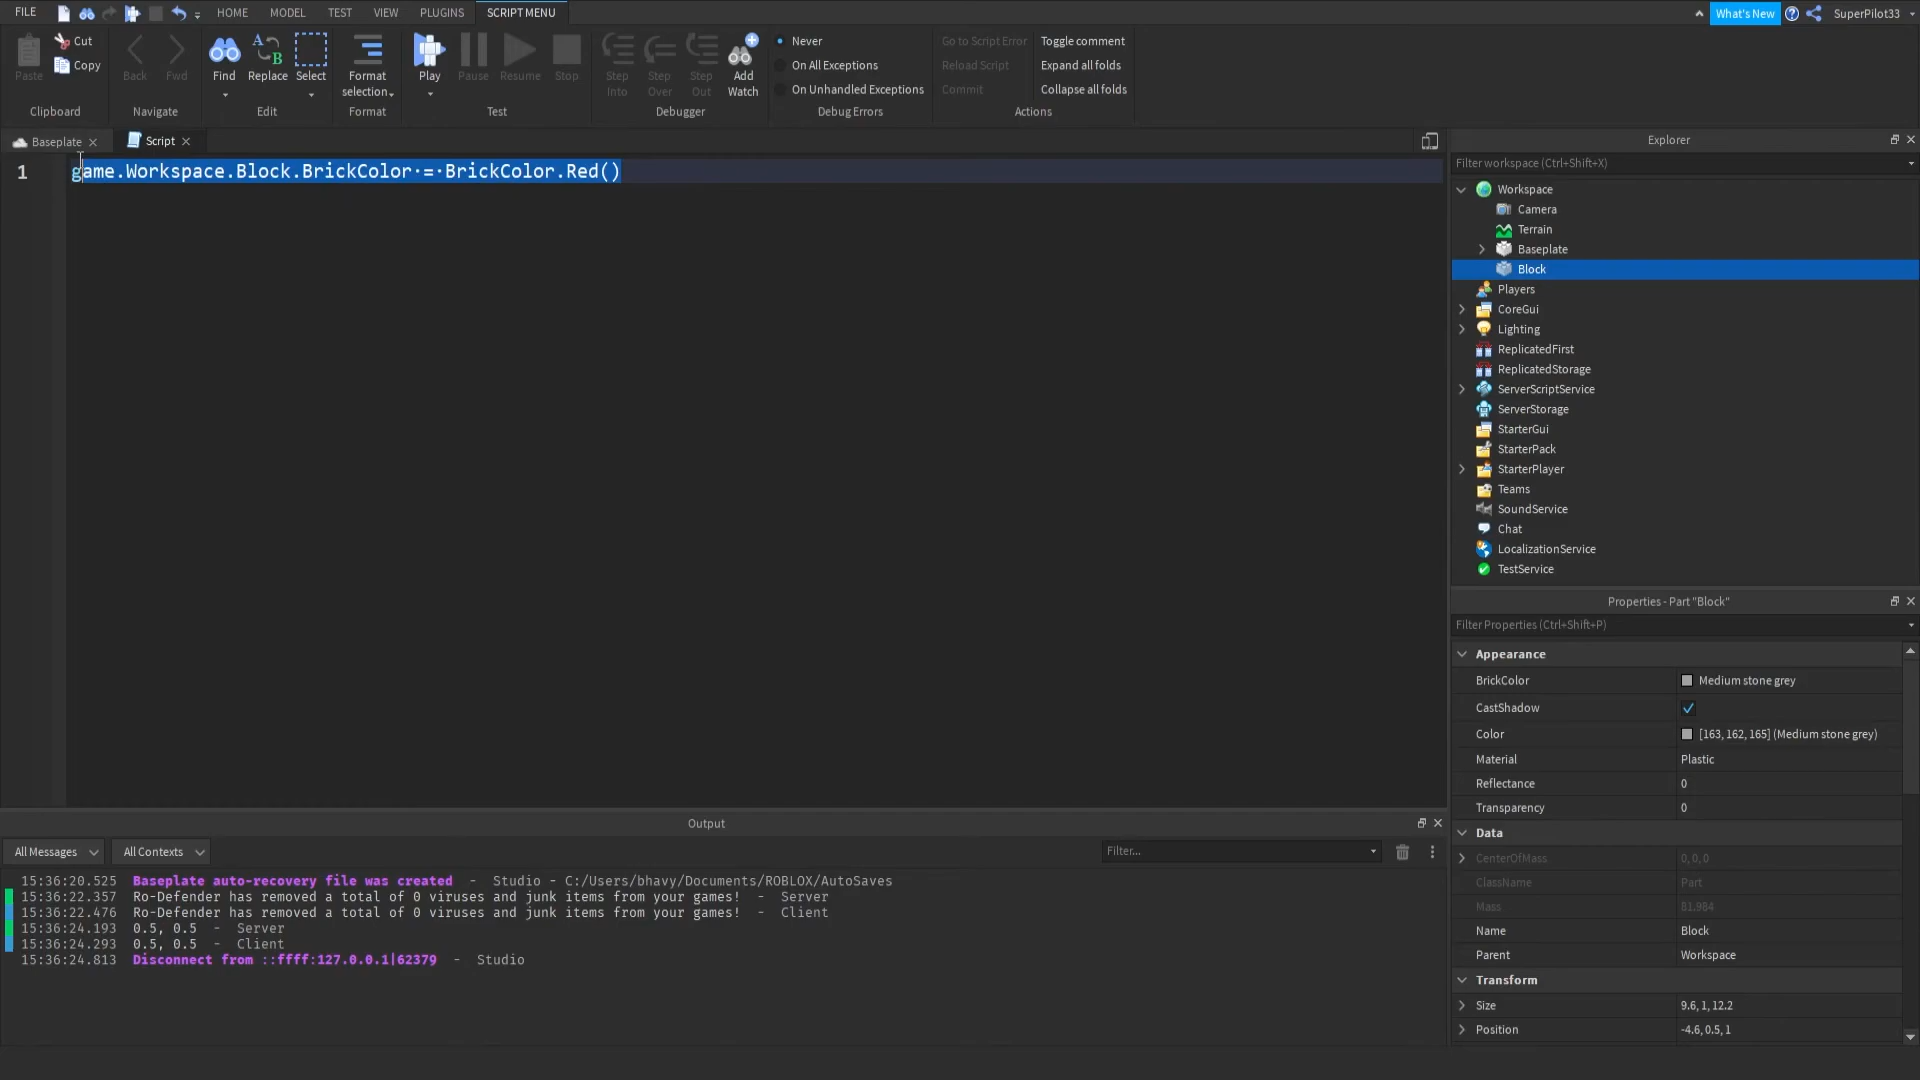 FILE HOME MODEL TEST VIEW PLUGINS SCRIPT MENU What's New SuperPilot33
Paste Cut Copy Clipboard
Back Fwd Navigate
Find Replace Select Edit
Format selection Format
Play Pause Resume Stop Test
Step Into Step Over Step Out Add Watch Debugger
Never
On All Exceptions
On Unhandled Exceptions
Debug Errors
Go to Script Error Toggle comment
Reload Script Expand all folds
Commit Collapse all folds
Actions
Baseplate Script
1 game.Workspace.Block.BrickColor·=·BrickColor.Red()
Explorer
Filter workspace (Ctrl+Shift+X)
Workspace
Camera
Terrain
Baseplate
Block
Players
CoreGui
Lighting
ReplicatedFirst
ReplicatedStorage
ServerScriptService
ServerStorage
StarterGui
StarterPack
StarterPlayer
Teams
SoundService
Chat
LocalizationService
TestService
Properties - Part "Block"
Filter Properties (Ctrl+Shift+P)
Appearance
BrickColor Medium stone grey
CastShadow
Color [163, 162, 165] (Medium stone grey)
Material Plastic
Reflectance 0
Transparency 0
Data
CenterOfMass 0, 0, 0
ClassName Part
Mass 81.984
Name Block
Parent Workspace
Transform
Size 9.6, 1, 12.2
Position -4.6, 0.5, 1
Output
All Messages All Contexts Filter...
15:36:20.525 Baseplate auto-recovery file was created - Studio - C:/Users/bhavy/Documents/ROBLOX/AutoSaves
15:36:22.357 Ro-Defender has removed a total of 0 viruses and junk items from your games! - Server
15:36:22.476 Ro-Defender has removed a total of 0 viruses and junk items from your games! - Client
15:36:24.193 0.5, 0.5 - Server
15:36:24.293 0.5, 0.5 - Client
15:36:24.813 Disconnect from ::ffff:127.0.0.1|62379 - Studio